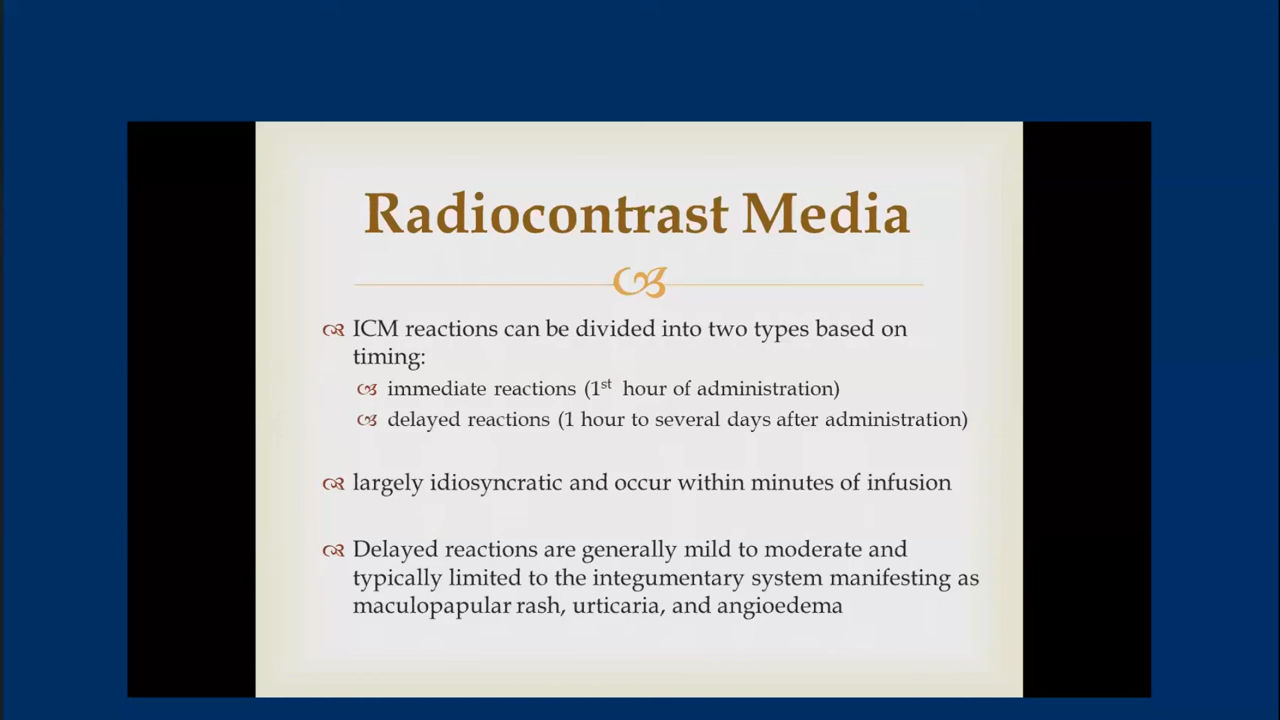 Radiocontrast Media
ICM reactions can be divided into two types based on
timing:
immediate reactions (1st hour of administration)
delayed reactions (1 hour to several days after administration)
largely idiosyncratic and occur within minutes of infusion
Delayed reactions are generally mild to moderate and
typically limited to the integumentary system manifesting as
maculopapular rash, urticaria, and angioedema